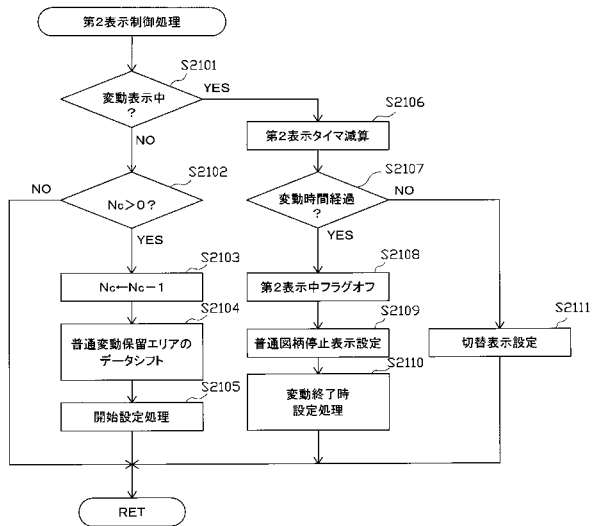 第2表示制御処理
S2101
変動表示中
?
YES
NO
S2102
Nc>0?
NO
YES
S2103
Nc←Nc-1
S2104
普通変動保留エリアの
データシフト
S2105
開始設定処理
S2106
第2表示タイマ減算
S2107
変動時間経過
?
NO
YES
S2108
第2表示中フラグオフ
S2109
普通図柄停止表示設定
S2110
変動終了時
設定処理
S2111
切替表示設定
RET